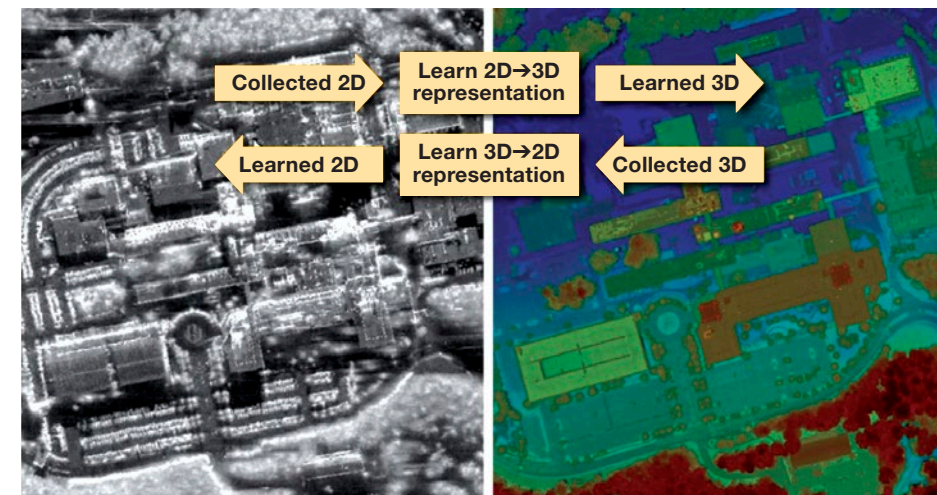 Collected 2D
Learn 2D→3D
representation
Learned 3D
Learned 2D
Learn 3D→2D
representation
Collected 3D